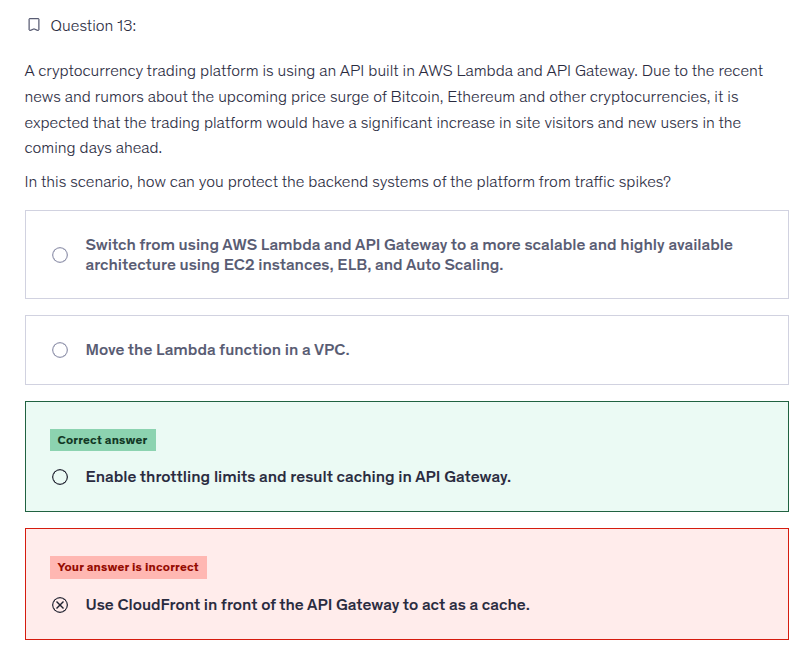 Question 13:
A cryptocurrency trading platform is using an API built in AWS Lambda and API Gateway. Due to the recent
news and rumors about the upcoming price surge of Bitcoin, Ethereum and other cryptocurrencies, it is
expected that the trading platform would have a significant increase in site visitors and new users in the
coming days ahead.
In this scenario, how can you protect the backend systems of the platform from traffic spikes?
Switch from using AWS Lambda and API Gateway to a more scalable and highly available
architecture using EC2 instances, ELB, and Auto Scaling.
Move the Lambda function in a VPC.
Correct answer
Enable throttling limits and result caching in API Gateway.
Your answer is incorrect
Use CloudFront in front of the API Gateway to act as a cache.